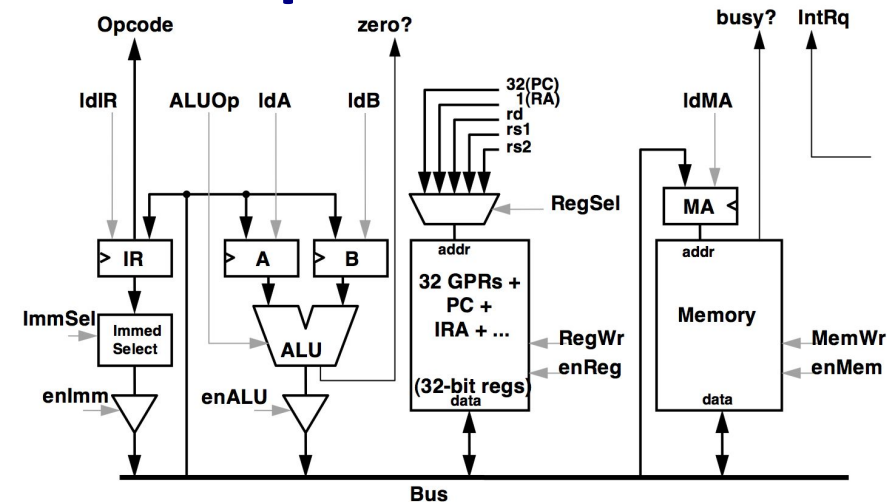 Opcode
zero?
busy?
IntRq
ldIR
ALUOp
ldA
ldB
32(PC)
1(RA)
rd
rs1
rs2
ldMA
RegSel
MA
addr
addr
IR
A
B
32 GPRs +
PC +
IRA + ...
Memory
ImmSel
Immed
Select
ALU
RegWr
MemWr
enReg
enMem
(32-bit regs)
enImm
enALU
data
data
Bus